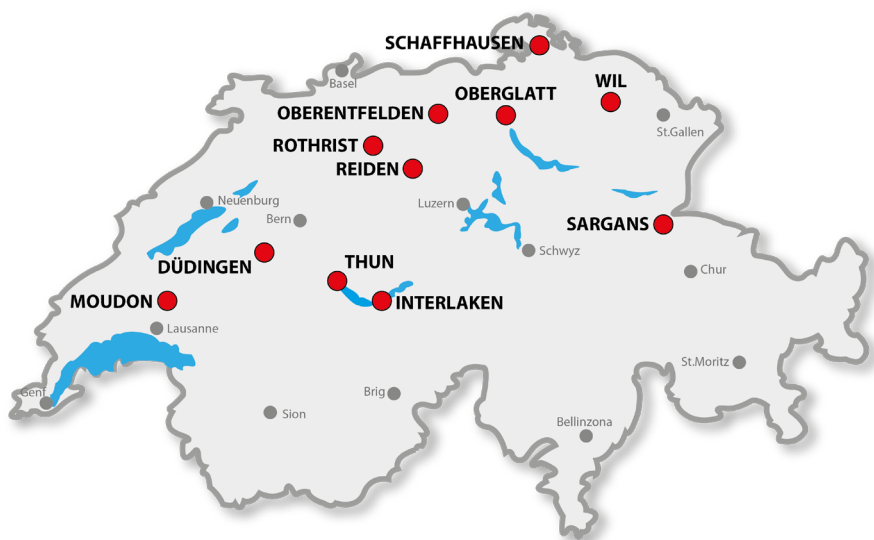 SCHAFFHAUSEN
Basel
WIL
OBERGLATT
OBERENTFELDEN
St.Gallen
ROTHRIST
REIDEN
Neuenburg
Luzern
Bern
SARGANS
Schwyz
DÜDINGEN
THUN
Chur
MOUDON
INTERLAKEN
Lausanne
St.Moritz
Genf
Brig
Sion
Bellinzona